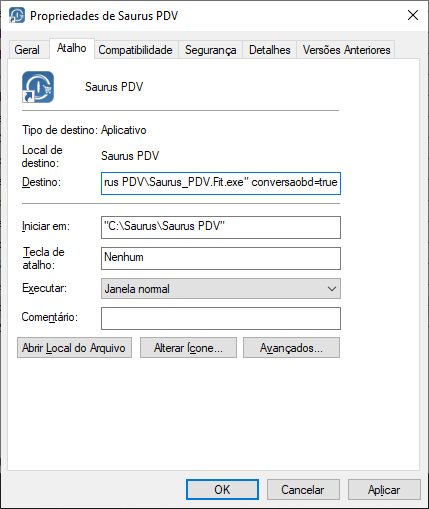 Propriedades de Saurus PDV
Geral Atalho Compatibilidade Segurança Detalhes Versões Anteriores
Saurus PDV
Tipo de destino: Aplicativo
Local de destino: Saurus PDV
Destino: rus PDV\Saurus_PDV.Fit.exe" conversaobd=true
Iniciar em: "C:\Saurus\Saurus PDV"
Tecla de atalho: Nenhum
Executar: Janela normal
Comentário:
Abrir Local do Arquivo Alterar Ícone... Avançados...
OK Cancelar Aplicar